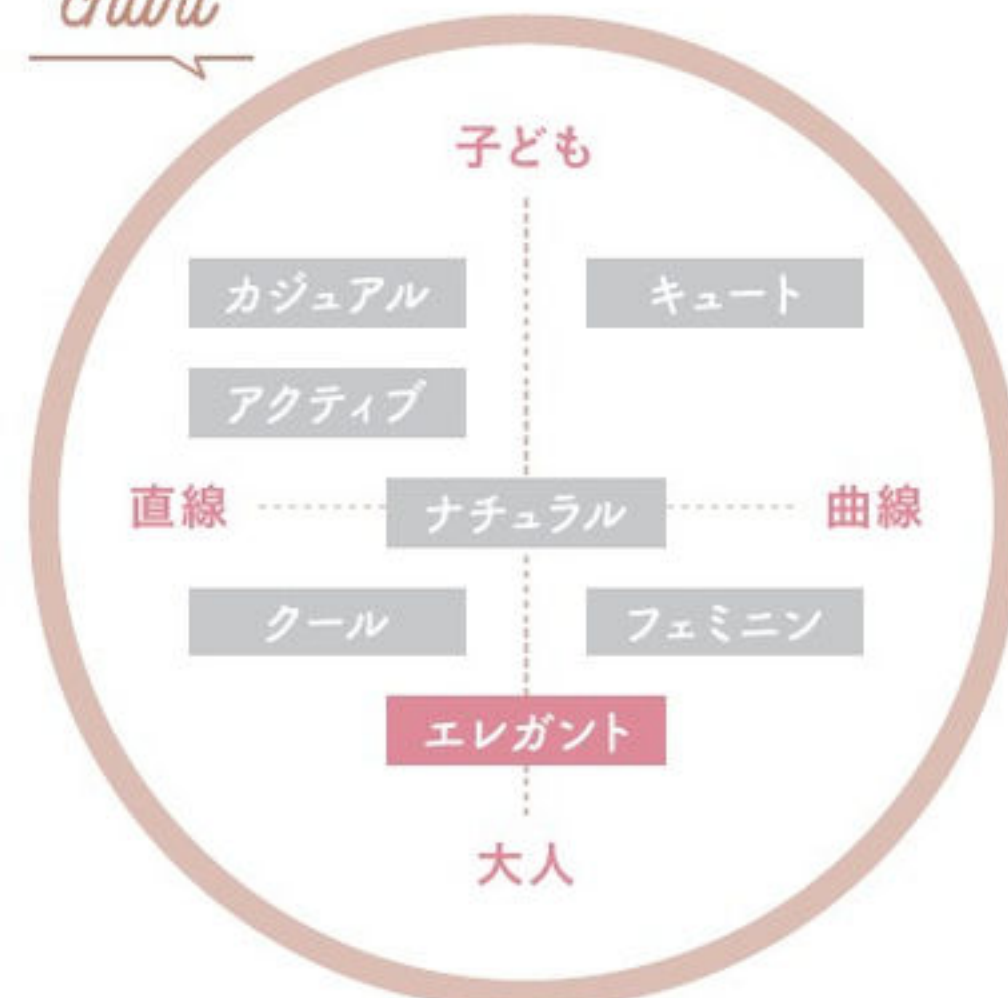 chart
子ども
カジュアル
キュート
アクティブ
直線
ナチュラル
曲線
クール
フェミニン
エレガント
大人